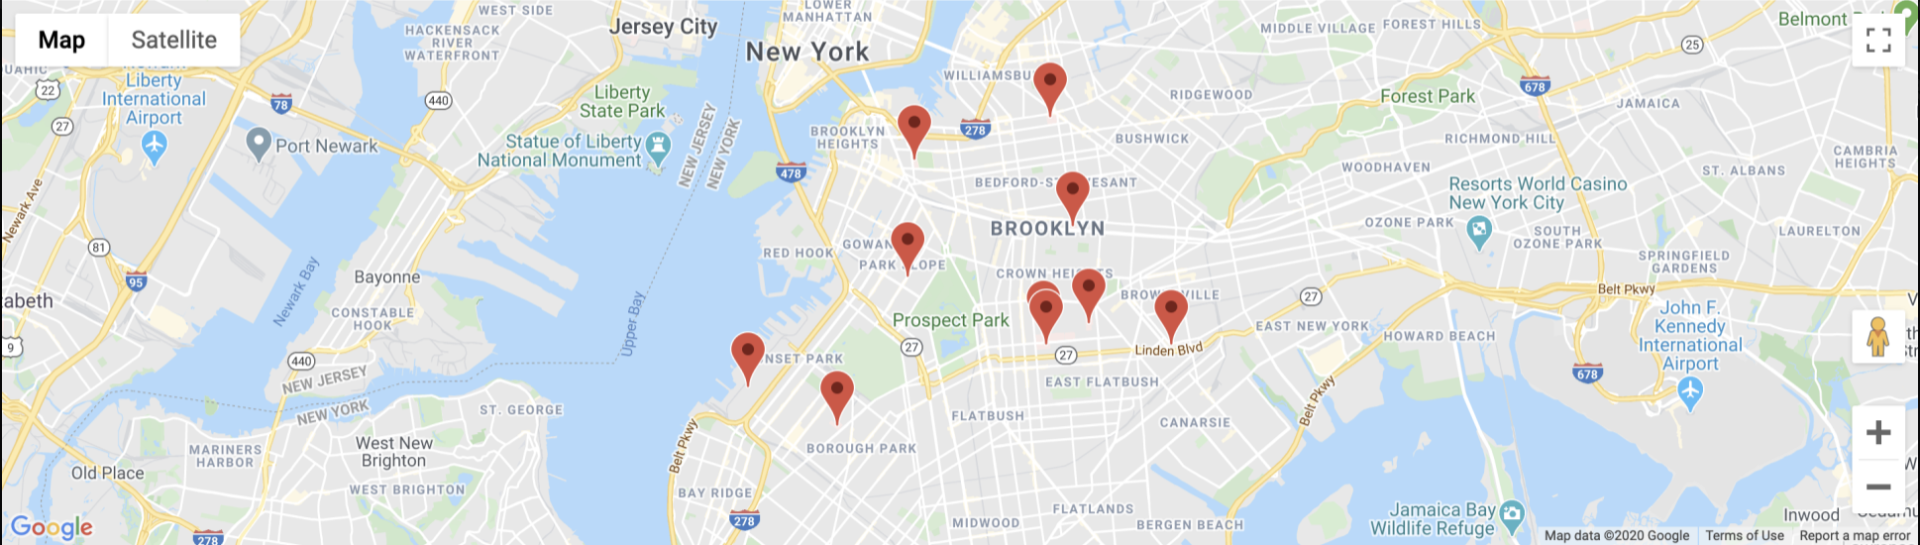 Map
Satellite
WEST SIDE
HACKENSACK
RIVER
WATERFRONT
Jersey City
LOWER
MANHATTAN
New York
MIDDLE VILLAGE
FOREST HILLS
Belmont
25
22
Liberty
International
Airport
78
440
Liberty
State Park
WILLIAMSBU
RIDGEWOOD
Forest Park
678
JAMAICA
27
Port Newark
Statue of Liberty
National Monument
NEW JERSEY
NEW YORK
BROOKLYN
HEIGHTS
278
BUSHWICK
RICHMOND HILL
CAMBRIA
HEIGHTS
478
WOODHAVEN
ST. ALBANS
Newark Ave
BEDFORD-ST
ESANT
Resorts World Casino
New York City
81
BROOKLYN
OZONE PARK
SOUTH
OZONE PARK
LAURELTON
RED HOOK
GOWAN
PARK
LOPE
CROWN HEIGHTS
SPRINGFIELD
GARDENS
95
Newark Bay
Bayonne
Upper Bay
BROW
VILLE
27
Belt Pkwy
zabeth
CONSTABLE
HOOK
Prospect Park
EAST NEW YORK
HOWARD BEACH
John F.
Kennedy
International
Airport
9
440
NSET PARK
27
27
Linden Blvd
678
NEW JERSEY
NEW YORK
ST. GEORGE
EAST FLATBUSH
Belt Pkwy
FLATBUSH
CANARSIE
MARINERS
HARBOR
West New
Brighton
Belt Pkwy
BOROUGH PARK
Old Place
WEST BRIGHTON
BAY RIDGE
278
MIDWOOD
FLATLANDS
BERGEN BEACH
Jamaica Bay
Wildlife Refuge
Inwood
Google
278
Map data ©2020 Google
Terms of Use
Report a map error